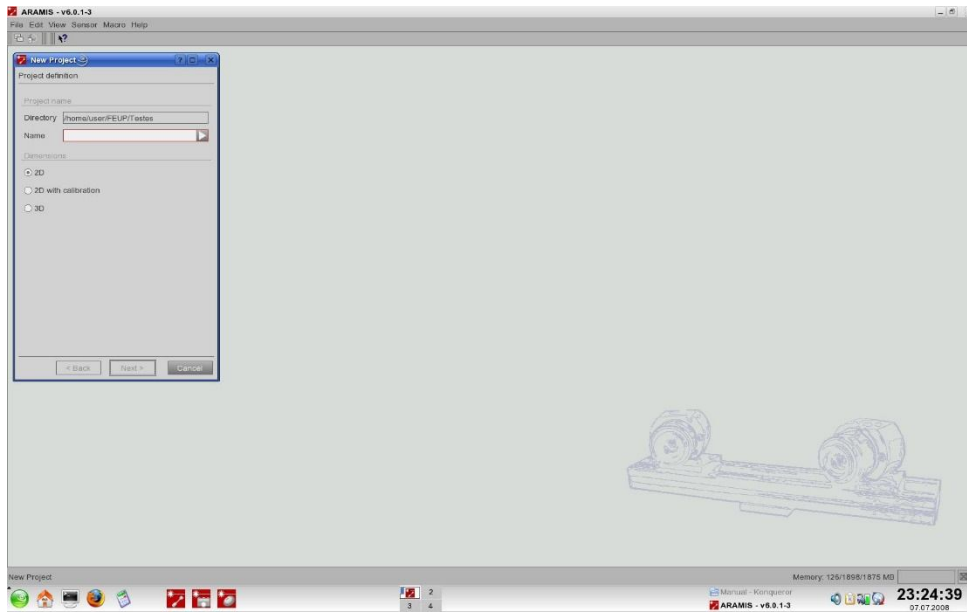 ARAMIS - v6.0.1-3
File Edit View Sensor Macro Help
New Project
Project definition
Project name
Directory /home/user/FEUP/Testes
Name
Dimensions
2D
2D with calibration
3D
< Back Next > Cancel
New Project
Memory: 126/1898/1875 MB
2
3 4
Manual - Konqueror
ARAMIS - v6.0.1-3
23:24:39
07.07.2008